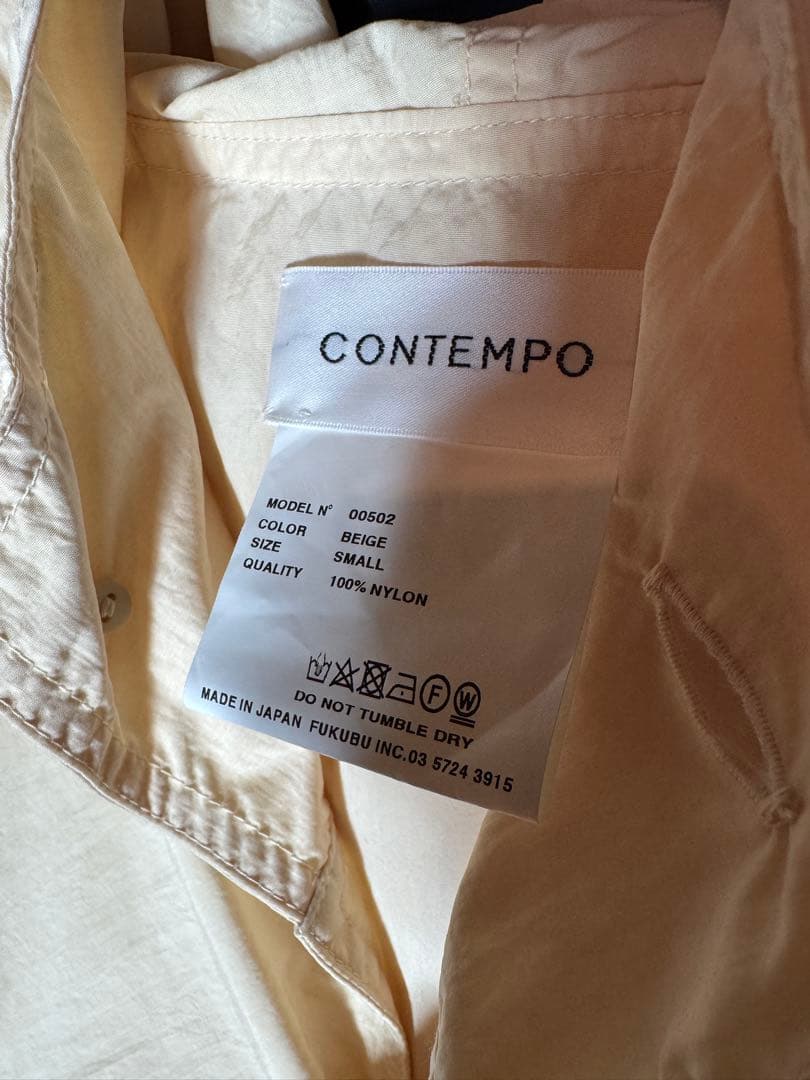 CONTEMPO
MODEL N° 00502
COLOR BEIGE
SIZE SMALL
QUALITY 100% NYLON
F W
DO NOT TUMBLE DRY
MADE IN JAPAN FUKUBU INC.03 5724 3915